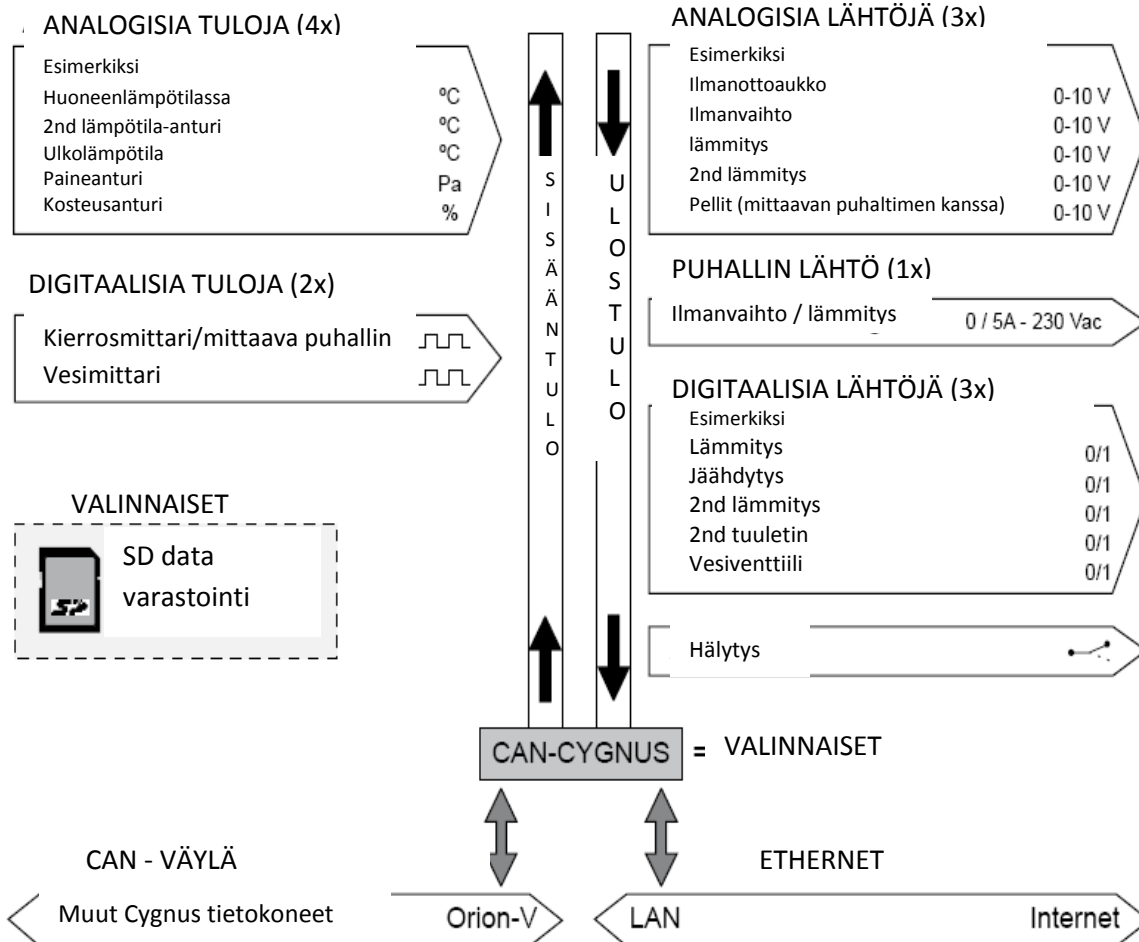 ANALOGISIA TULOJA (4x)
Esimerkiksi
Huoneenlämpötilassa ºC
2nd lämpötila-anturi ºC
Ulkolämpötila ºC
Paineanturi Pa
Kosteusanturi %
DIGITAALISIA TULOJA (2x)
Kierrosmittari/mittaava puhallin
Vesimittari
VALINNAISET
SD data
varastointi
SD
SISÄÄNTULO
ULOSTULO
ANALOGISIA LÄHTÖJÄ (3x)
Esimerkiksi
Ilmanottoaukko 0-10 V
Ilmanvaihto 0-10 V
lämmitys 0-10 V
2nd lämmitys 0-10 V
Pellit (mittaavan puhaltimen kanssa) 0-10 V
PUHALLIN LÄHTÖ (1x)
Ilmanvaihto / lämmitys 0 / 5A - 230 Vac
DIGITAALISIA LÄHTÖJÄ (3x)
Esimerkiksi
Lämmitys 0/1
Jäähdytys 0/1
2nd lämmitys 0/1
2nd tuuletin 0/1
Vesiventtiili 0/1
Hälytys
CAN-CYGNUS = VALINNAISET
CAN - VÄYLÄ
Muut Cygnus tietokoneet Orion-V
ETHERNET
LAN Internet